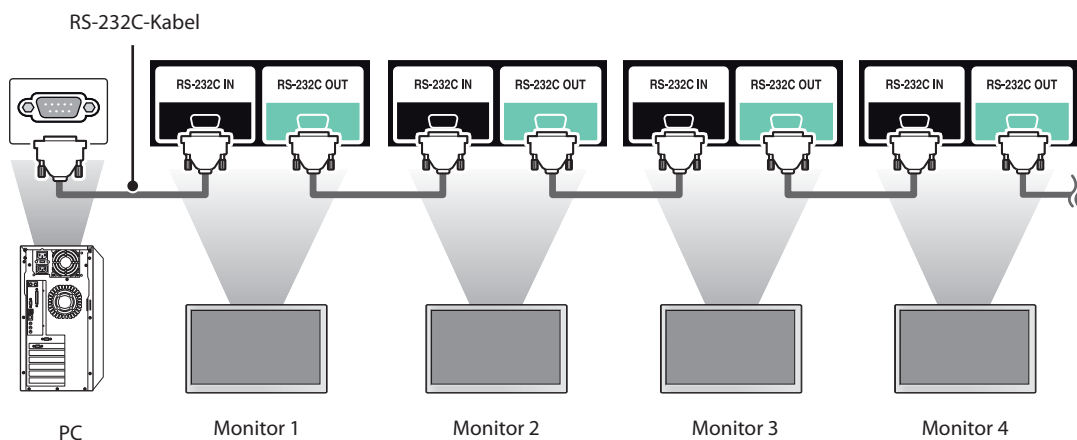 RS-232C-Kabel
RS-232C IN RS-232C OUT RS-232C IN RS-232C OUT RS-232C IN RS-232C OUT RS-232C IN RS-232C OUT
PC Monitor 1 Monitor 2 Monitor 3 Monitor 4